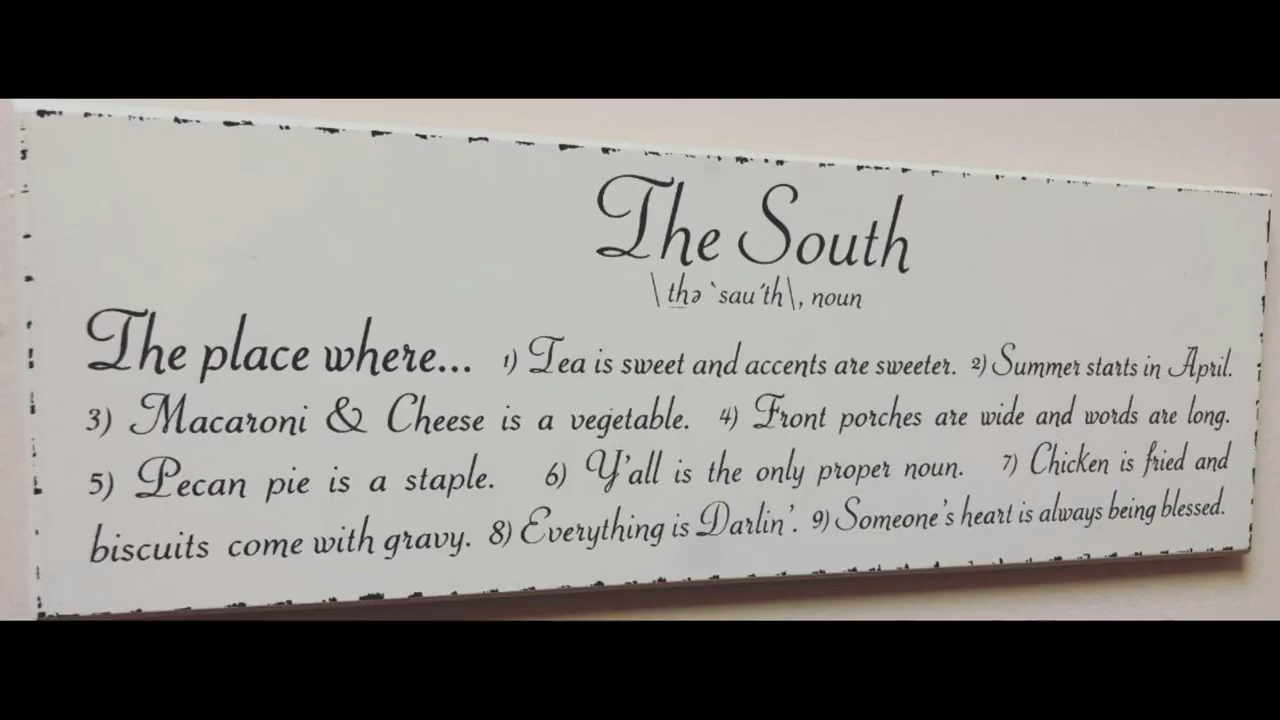 The South
\ thə `sau´th\, noun
The place where... 1) Tea is sweet and accents are sweeter. 2) Summer starts in April.
3) Macaroni & Cheese is a vegetable. 4) Front porches are wide and words are long.
5) Pecan pie is a staple. 6) Y'all is the only proper noun. 7) Chicken is fried and
biscuits come with gravy. 8) Everything is Darlin'. 9) Someone's heart is always being blessed.